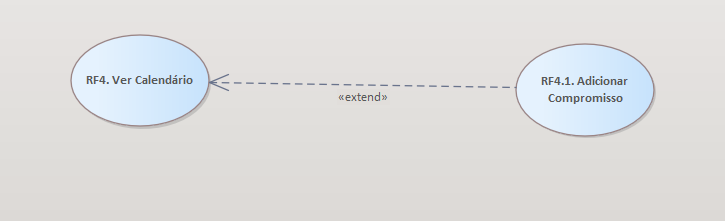 RF4. Ver Calendário
RF4.1. Adicionar
Compromisso
«extend»